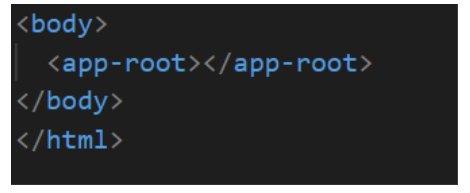 <body>
  <app-root></app-root>
</body>
</html>